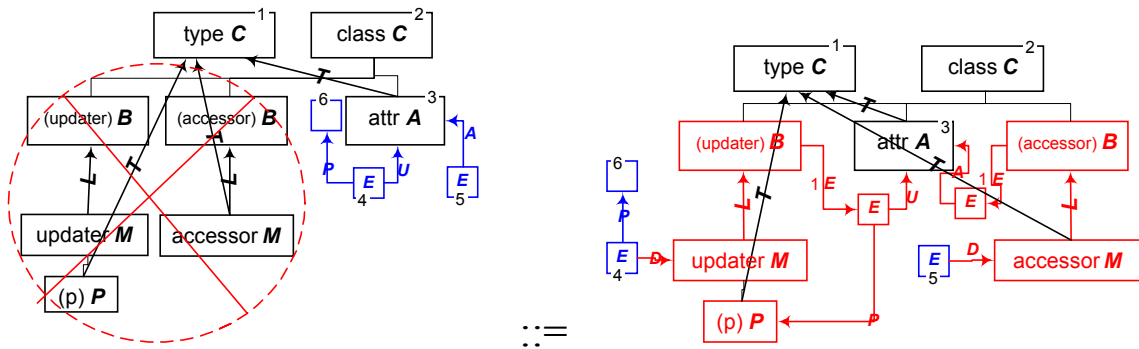 1 2
type C class C
T
6 3
(updater) B (accessor) B attr A
T T P U A
E E
4 5
L L
updater M accessor M
(p) P
::=
1 2
type C class C
T
3
(updater) B attr A (accessor) B
6
T A E 1
1 E E
P L E U L
E D updater M E D accessor M
4 5
(p) P P